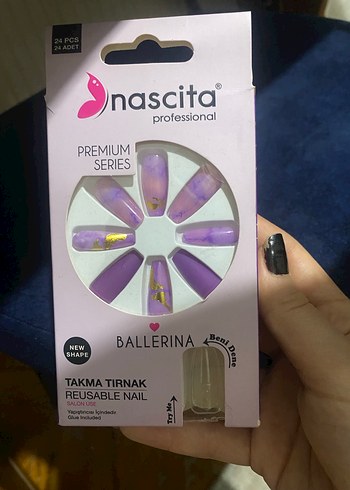 24 PCS
24 ADET
nascita®
professional
PREMIUM
SERIES
BALLERINA
NEW
SHAPE
Beni Dene
TAKMA TIRNAK
REUSABLE NAIL
SALON USE
Yapıştırıcısı İçindedir
Glue Included
Try Me